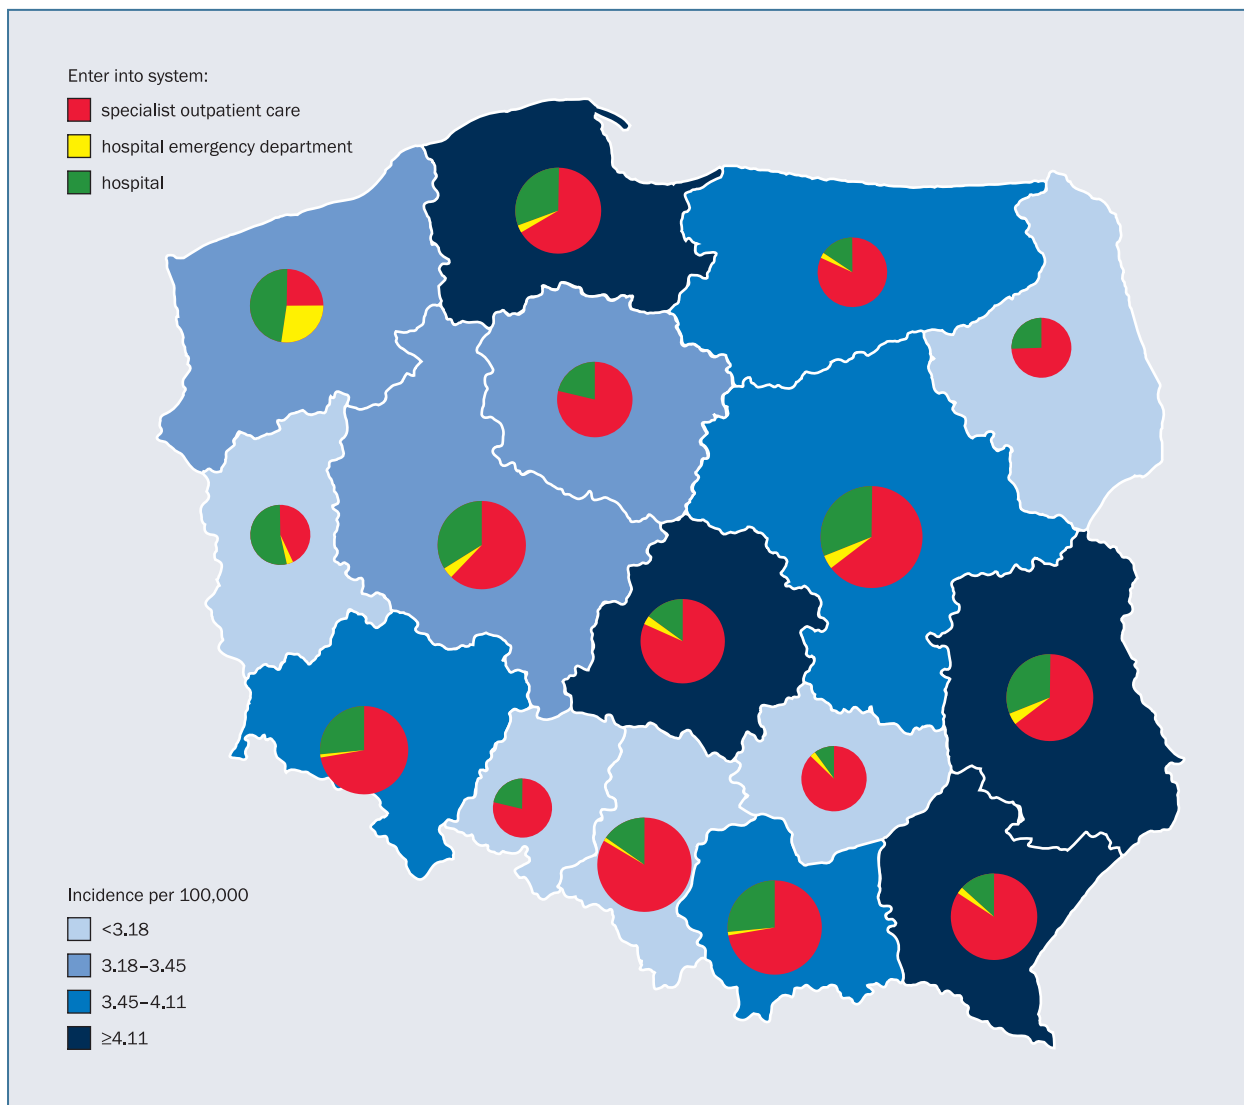 Enter into system:
specialist outpatient care
hospital emergency department
hospital
Incidence per 100,000
<3.18
3.18–3.45
3.45–4.11
≥4.11